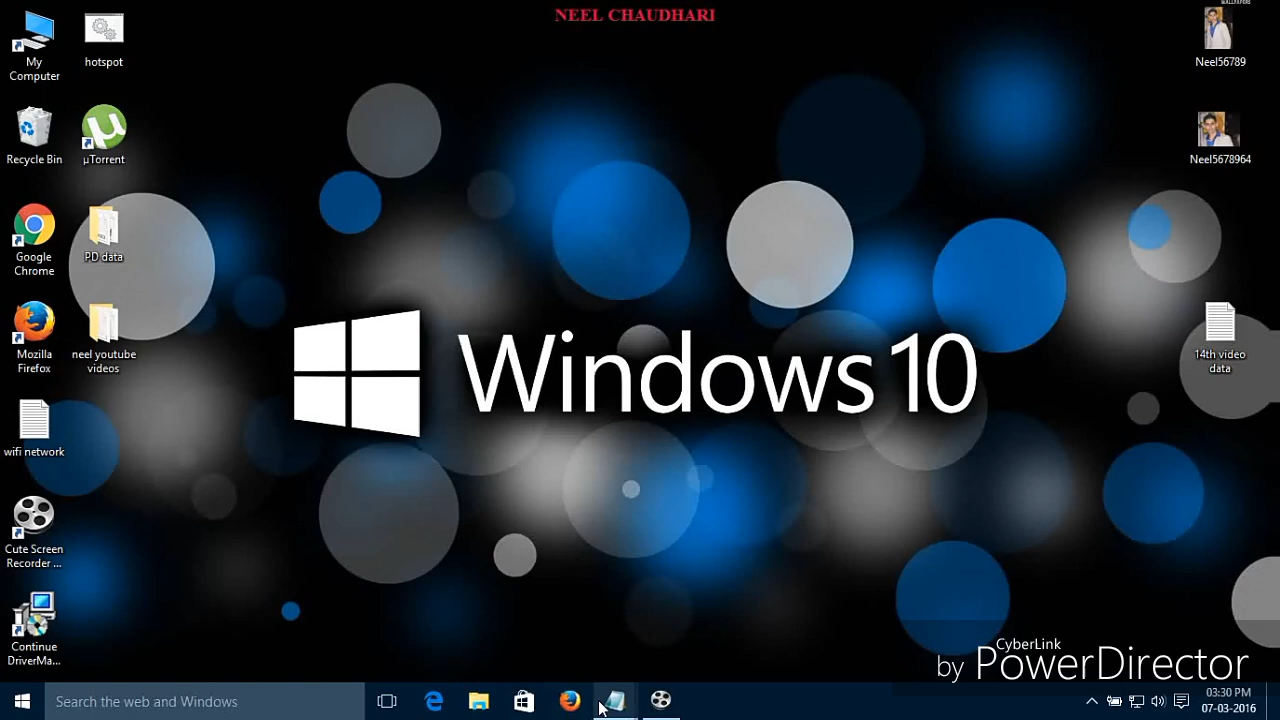 NEEL CHAUDHARI
My
Computer
hotspot
Recycle Bin
µTorrent
Google
Chrome
PD data
Mozilla
Firefox
neel youtube
videos
wifi network
Cute Screen
Recorder ...
Continue
DriverMa...
Neel56789
Neel5678964
14th video
data
Windows 10
CyberLink
by PowerDirector
Search the web and Windows
03:30 PM
07-03-2016